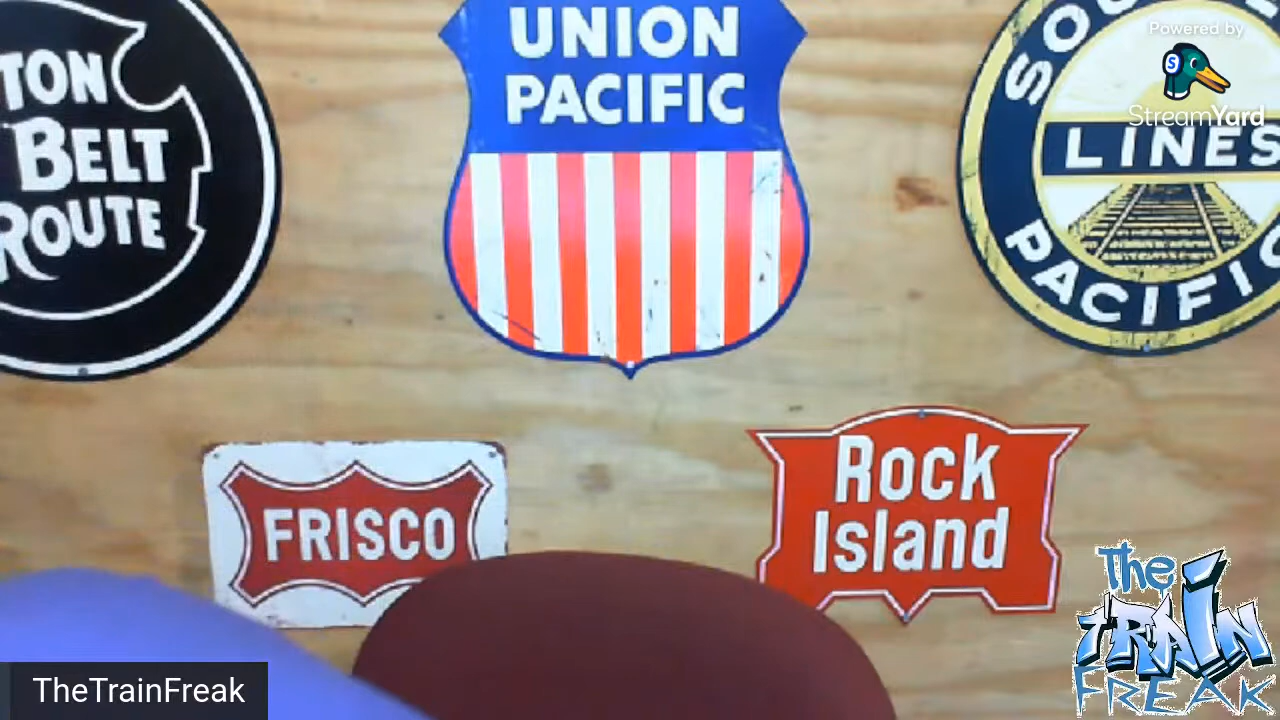 TON
BELT
ROUTE
UNION
PACIFIC
LINES
PACIFIC
Powered by
StreamYard
FRISCO
Rock
Island
The
TRAIN
FREAK
TheTrainFreak